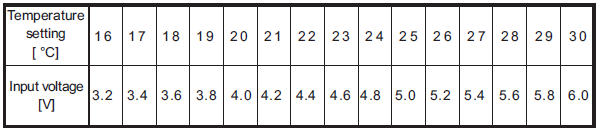 Temperature
setting
[ °C]
16 17 18 19 20 21 22 23 24 25 26 27 28 29 30
Input voltage
[V]
3.2 3.4 3.6 3.8 4.0 4.2 4.4 4.6 4.8 5.0 5.2 5.4 5.6 5.8 6.0